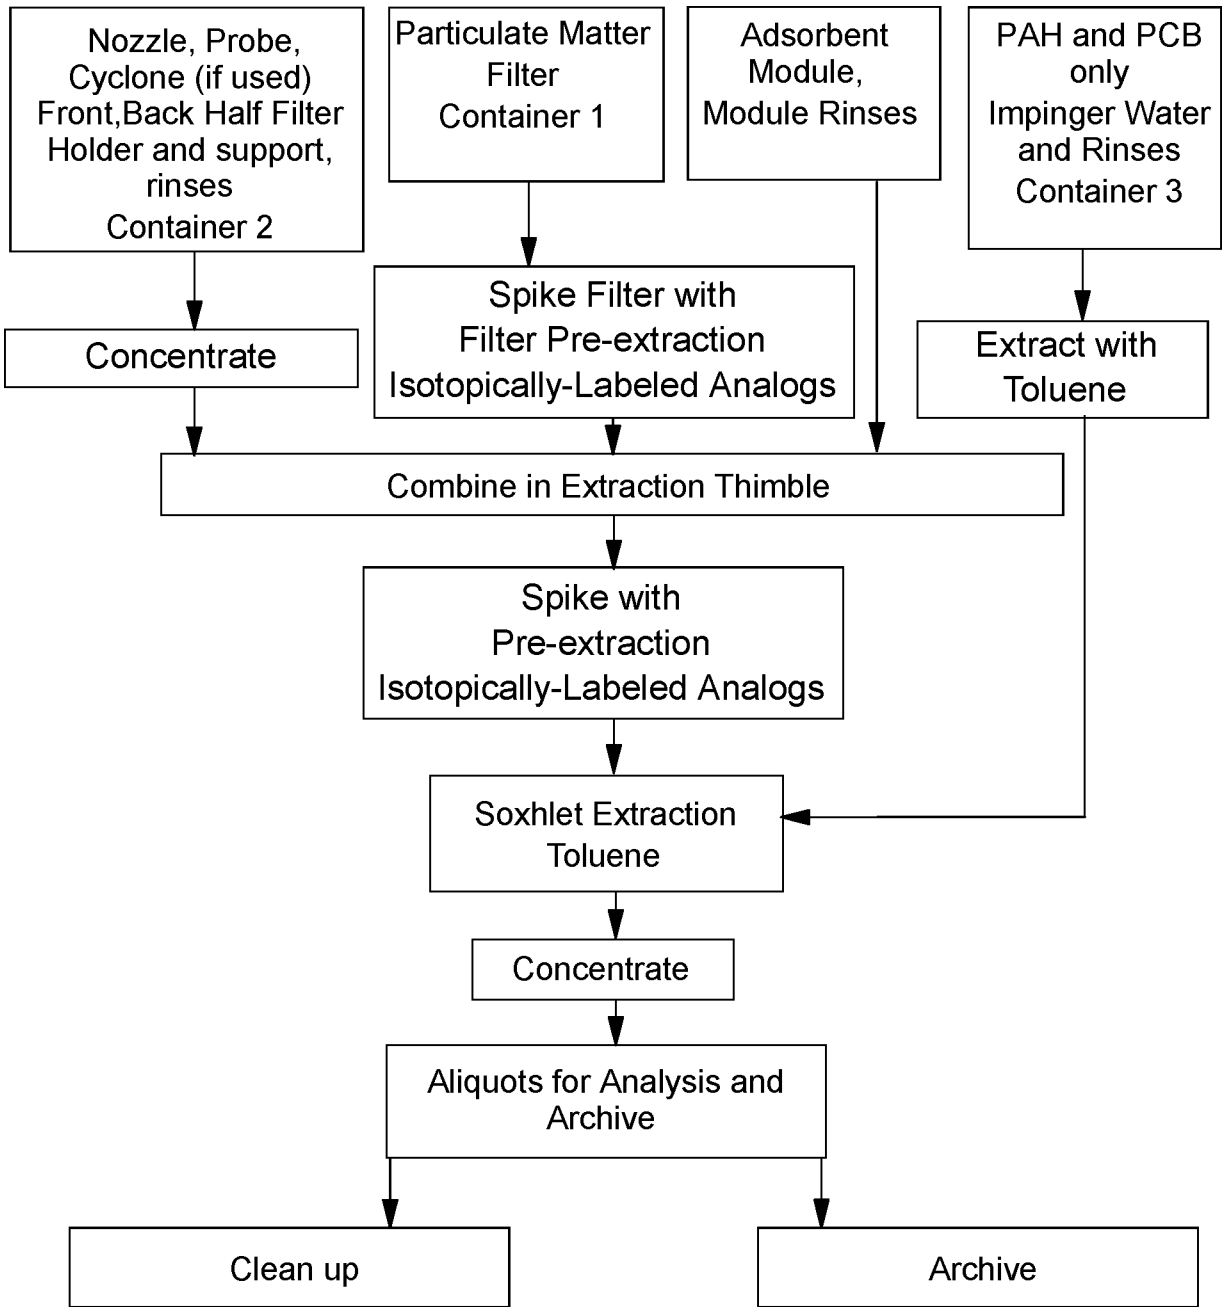 Nozzle, Probe,
Cyclone (if used)
Front,Back Half Filter
Holder and support,
rinses
Container 2
Particulate Matter
Filter
Container 1
Adsorbent
Module,
Module Rinses
PAH and PCB
only
Impinger Water
and Rinses
Container 3
Concentrate
Spike Filter with
Filter Pre-extraction
Isotopically-Labeled Analogs
Extract with
Toluene
Combine in Extraction Thimble
Spike with
Pre-extraction
Isotopically-Labeled Analogs
Soxhlet Extraction
Toluene
Concentrate
Aliquots for Analysis and
Archive
Clean up
Archive